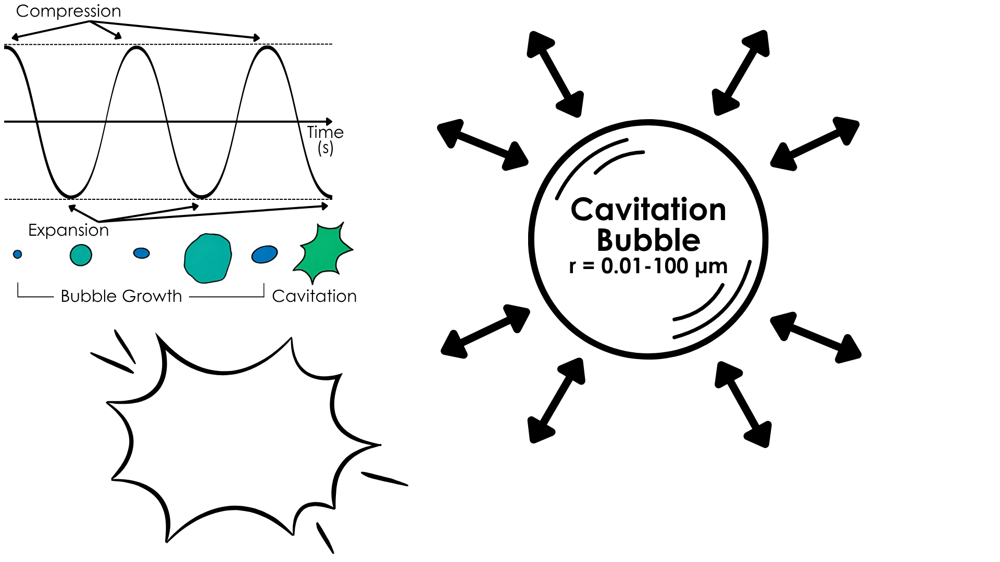 Compression
Time
(s)
Expansion
Bubble Growth
Cavitation
Cavitation
Bubble
r = 0.01-100 µm